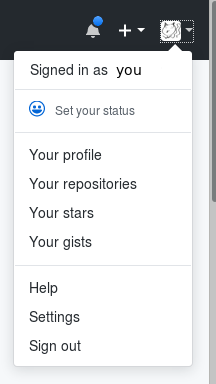 Signed in as you
Set your status
Your profile
Your repositories
Your stars
Your gists
Help
Settings
Sign out